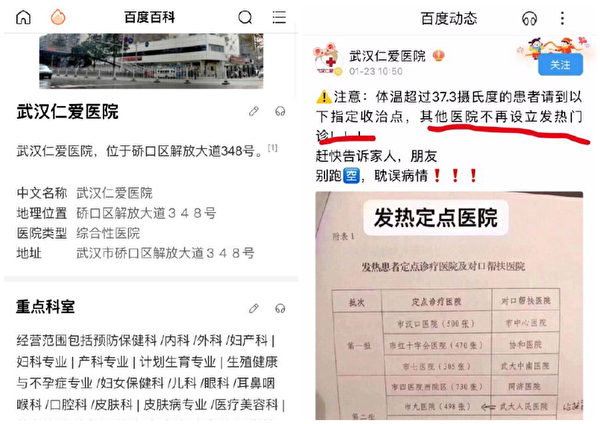 百度百科
武汉仁爱医院
武汉仁爱医院，位于硚口区解放大道348号。[1]
中文名称 武汉仁爱医院
地理位置 硚口区解放大道３４８号
医院类型 综合性医院
地址 武汉市硚口区解放大道３４８号
重点科室
经营范围包括预防保健科/内科/外科/妇产科|
妇科专业|产科专业|计划生育专业|生殖健康
与不孕症专业/妇女保健科/儿科/眼科/耳鼻咽
喉科/口腔科/皮肤科|皮肤病专业/医疗美容科|
百度动态
武汉仁爱医院
01-23 10:50
关注
⚠️注意：体温超过37.3摄氏度的患者请到以
下指定收治点，其他医院不再设立发热门
诊！！！
赶快告诉家人，朋友
别跑🈳，耽误病情❗❗❗
发热定点医院
附表1
发热患者定点诊疗医院及对口帮扶医院
批次 定点诊疗医院 对口帮扶医院
第一批
市汉口医院（300张） 市中心医院
市红十字会医院（470张） 协和医院
市七医院（305张） 武大中南医院
第二批
市四医院西院区（730张） 同济医院
市九医院（498张） 武大人民医院